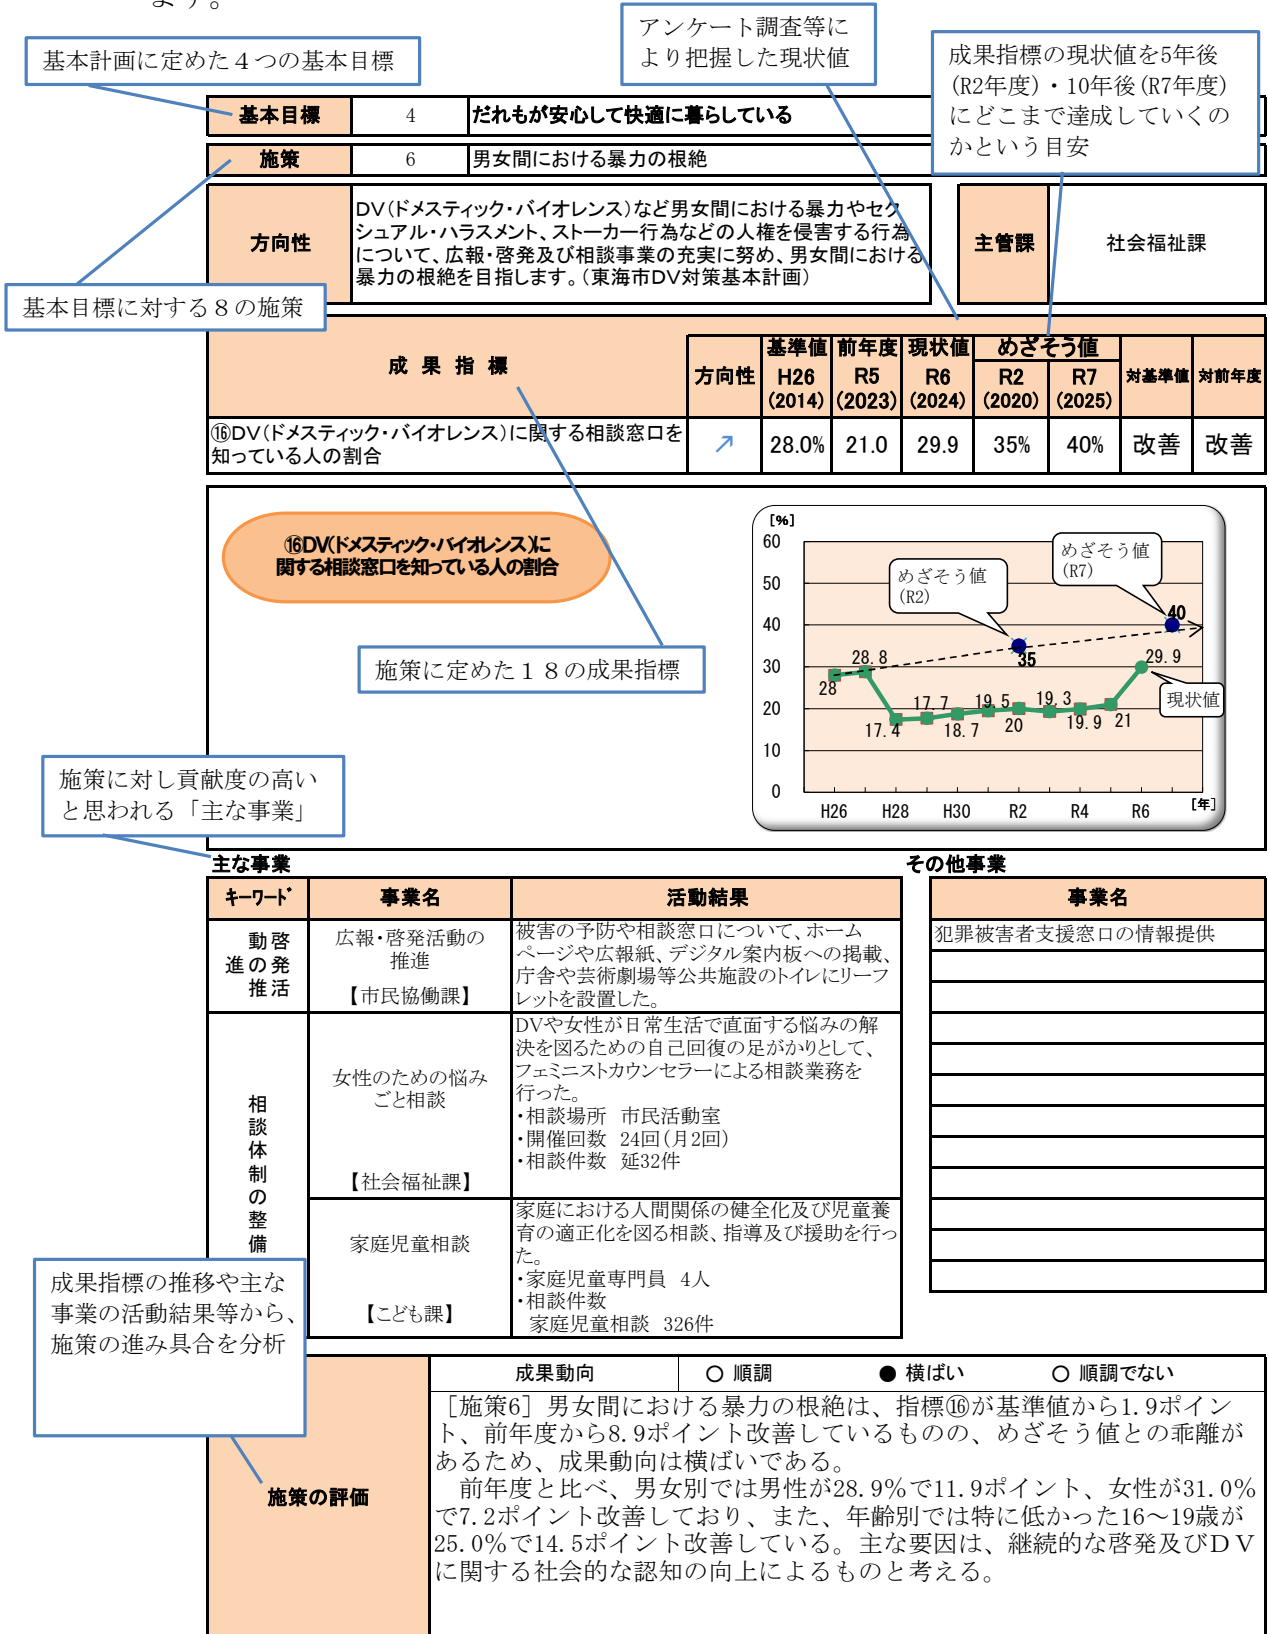 ます。
アンケート調査等に
より把握した現状値
基本計画に定めた４つの基本目標
成果指標の現状値を5年後
(R2年度)・10年後(R7年度)
にどこまで達成していくの
かという目安
基本目標 4 だれもが安心して快適に暮らしている
施策 6 男女間における暴力の根絶
方向性
DV(ドメスティック・バイオレンス)など男女間における暴力やセク
シュアル・ハラスメント、ストーカー行為などの人権を侵害する行為
について、広報・啓発及び相談事業の充実に努め、男女間における
暴力の根絶を目指します。(東海市DV対策基本計画)
主管課 社会福祉課
基本目標に対する８の施策
成 果 指 標
方向性
基準値 前年度 現状値 めざそう値
H26 R5 R6 R2 R7 対基準値 対前年度
(2014) (2023) (2024) (2020) (2025)
⑯DV(ドメスティック・バイオレンス)に関する相談窓口を
知っている人の割合
↗ 28.0% 21.0 29.9 35% 40% 改善 改善
⑯DV(ドメスティック・バイオレンス)に
関する相談窓口を知っている人の割合
[%]
60
50
40
30
20
10
0
めざそう値
(R2)
めざそう値
(R7)
40
35
28
28.8
17.4
17.7
18.7
19.5
20
19.3
19.9
21
29.9
現状値
H26 H28 H30 R2 R4 R6 [年]
施策に定めた１８の成果指標
施策に対し貢献度の高い
と思われる「主な事業」
主な事業
キーワード 事業名 活動結果
啓発活
動の推
進
広報・啓発活動の
推進
【市民協働課】
被害の予防や相談窓口について、ホーム
ページや広報紙、デジタル案内板への掲載、
庁舎や芸術劇場等公共施設のトイレにリーフ
レットを設置した。
相談体制の整備
女性のための悩み
ごと相談
【社会福祉課】
DVや女性が日常生活で直面する悩みの解
決を図るための自己回復の足がかりとして、
フェミニストカウンセラーによる相談業務を
行った。
・相談場所 市民活動室
・開催回数 24回(月2回)
・相談件数 延32件
家庭児童相談
【こども課】
家庭における人間関係の健全化及び児童養
育の適正化を図る相談、指導及び援助を行っ
た。
・家庭児童専門員 4人
・相談件数
家庭児童相談 326件
その他事業
事業名
犯罪被害者支援窓口の情報提供
成果指標の推移や主な
事業の活動結果等から、
施策の進み具合を分析
施策の評価
成果動向 ○ 順調 ● 横ばい ○ 順調でない
［施策6］男女間における暴力の根絶は、指標⑯が基準値から1.9ポイン
ト、前年度から8.9ポイント改善しているものの、めざそう値との乖離が
あるため、成果動向は横ばいである。
前年度と比べ、男女別では男性が28.9%で11.9ポイント、女性が31.0%
で7.2ポイント改善しており、また、年齢別では特に低かった16～19歳が
25.0%で14.5ポイント改善している。主な要因は、継続的な啓発及びＤＶ
に関する社会的な認知の向上によるものと考える。